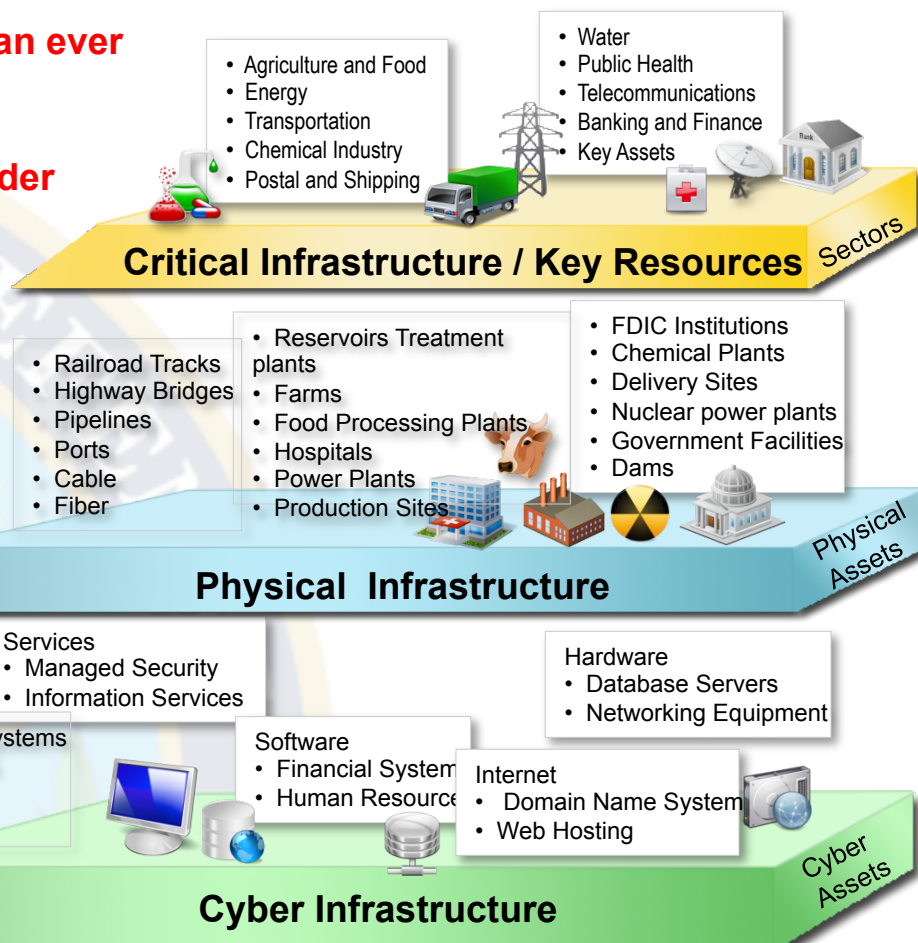 an ever
der
• Agriculture and Food
• Energy
• Transportation
• Chemical Industry
• Postal and Shipping
• Water
• Public Health
• Telecommunications
• Banking and Finance
• Key Assets
Bank
Critical Infrastructure / Key Resources
Sectors
• Railroad Tracks
• Highway Bridges
• Pipelines
• Ports
• Cable
• Fiber
• Reservoirs Treatment
plants
• Farms
• Food Processing Plants
• Hospitals
• Power Plants
• Production Sites
• FDIC Institutions
• Chemical Plants
• Delivery Sites
• Nuclear power plants
• Government Facilities
• Dams
Physical Infrastructure
Physical
Assets
Services
• Managed Security
• Information Services
ystems
Software
• Financial System
• Human Resource
Internet
• Domain Name System
• Web Hosting
Hardware
• Database Servers
• Networking Equipment
Cyber Infrastructure
Cyber
Assets